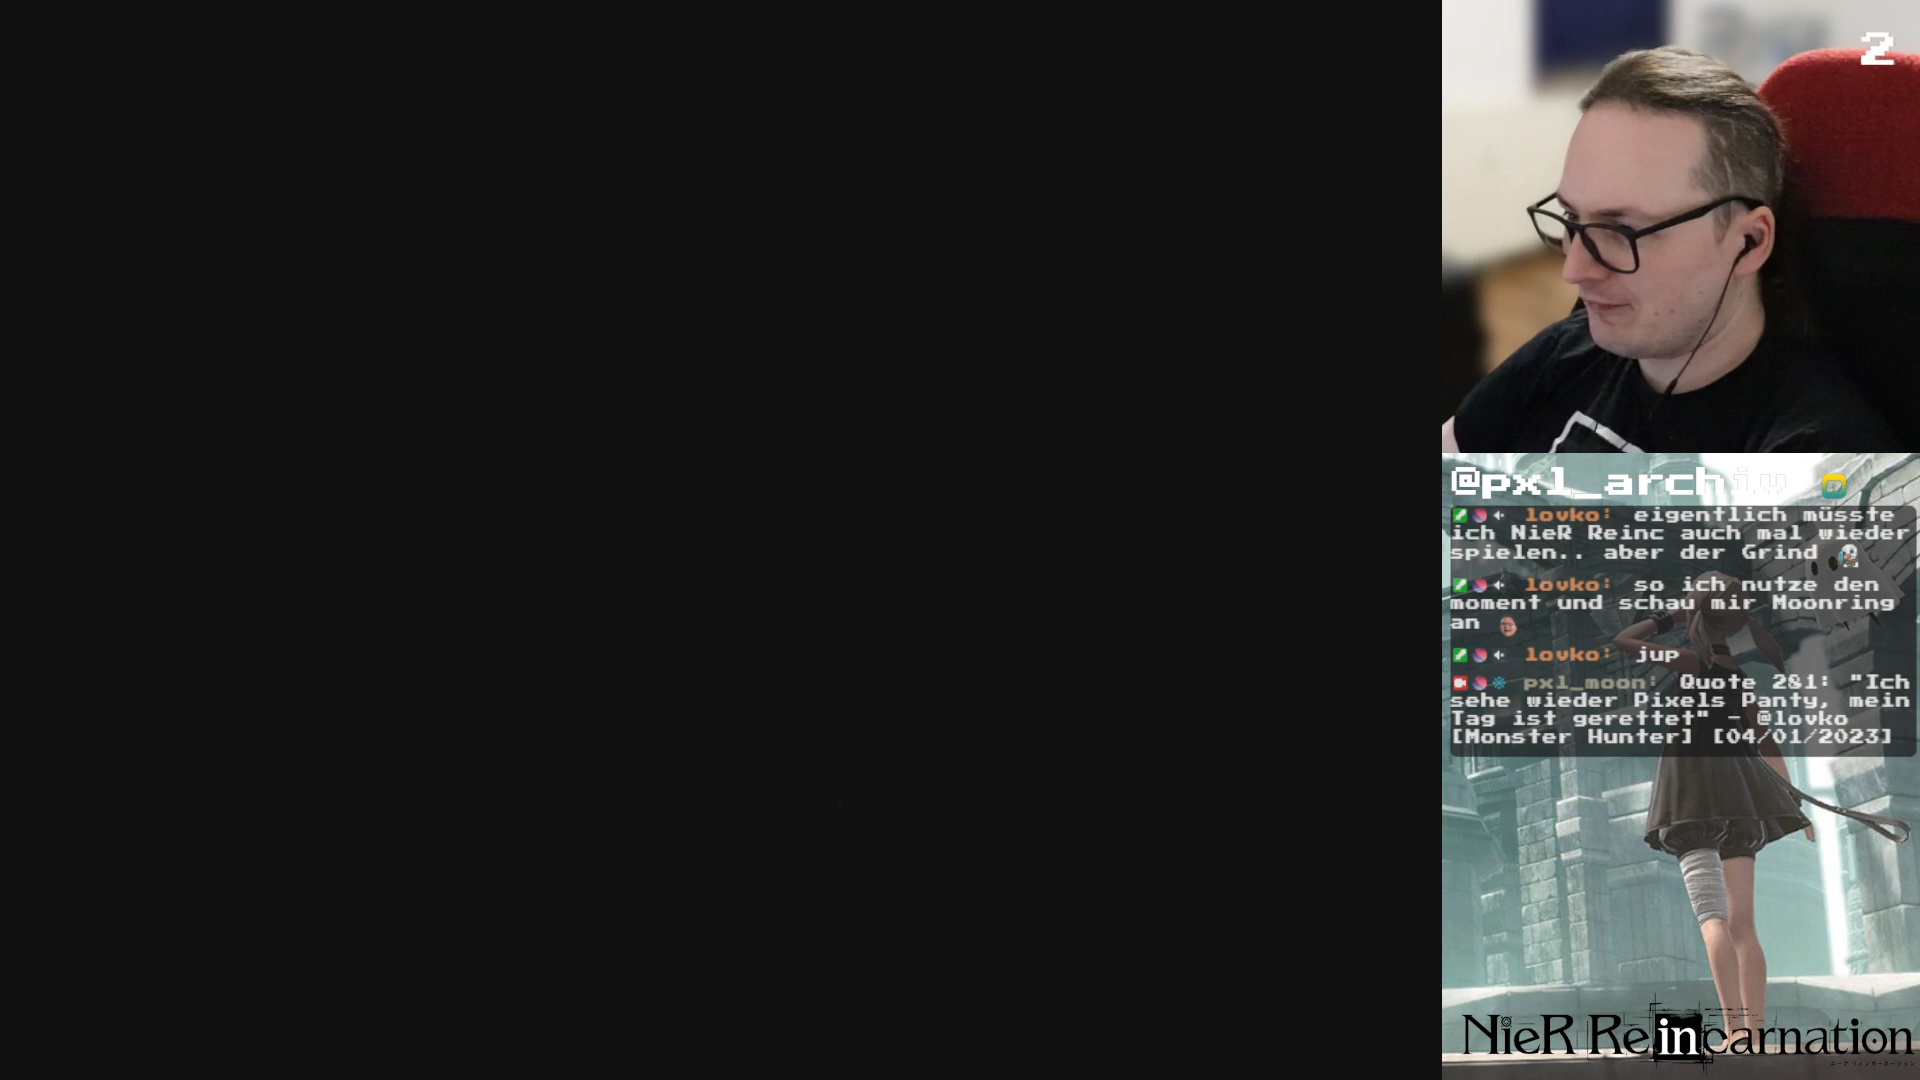 2
@pxl_archiv
lovko: eigentlich müsste
ich NieR Reinc auch mal wieder
spielen.. aber der Grind
lovko: so ich nutze den
moment und schau mir Moonring
an
lovko: jup
pxl_moon: Quote 281: "Ich
sehe wieder Pixels Panty, mein
Tag ist gerettet" - @lovko
[Monster Hunter] [04/01/2023]
NieR Reincarnation